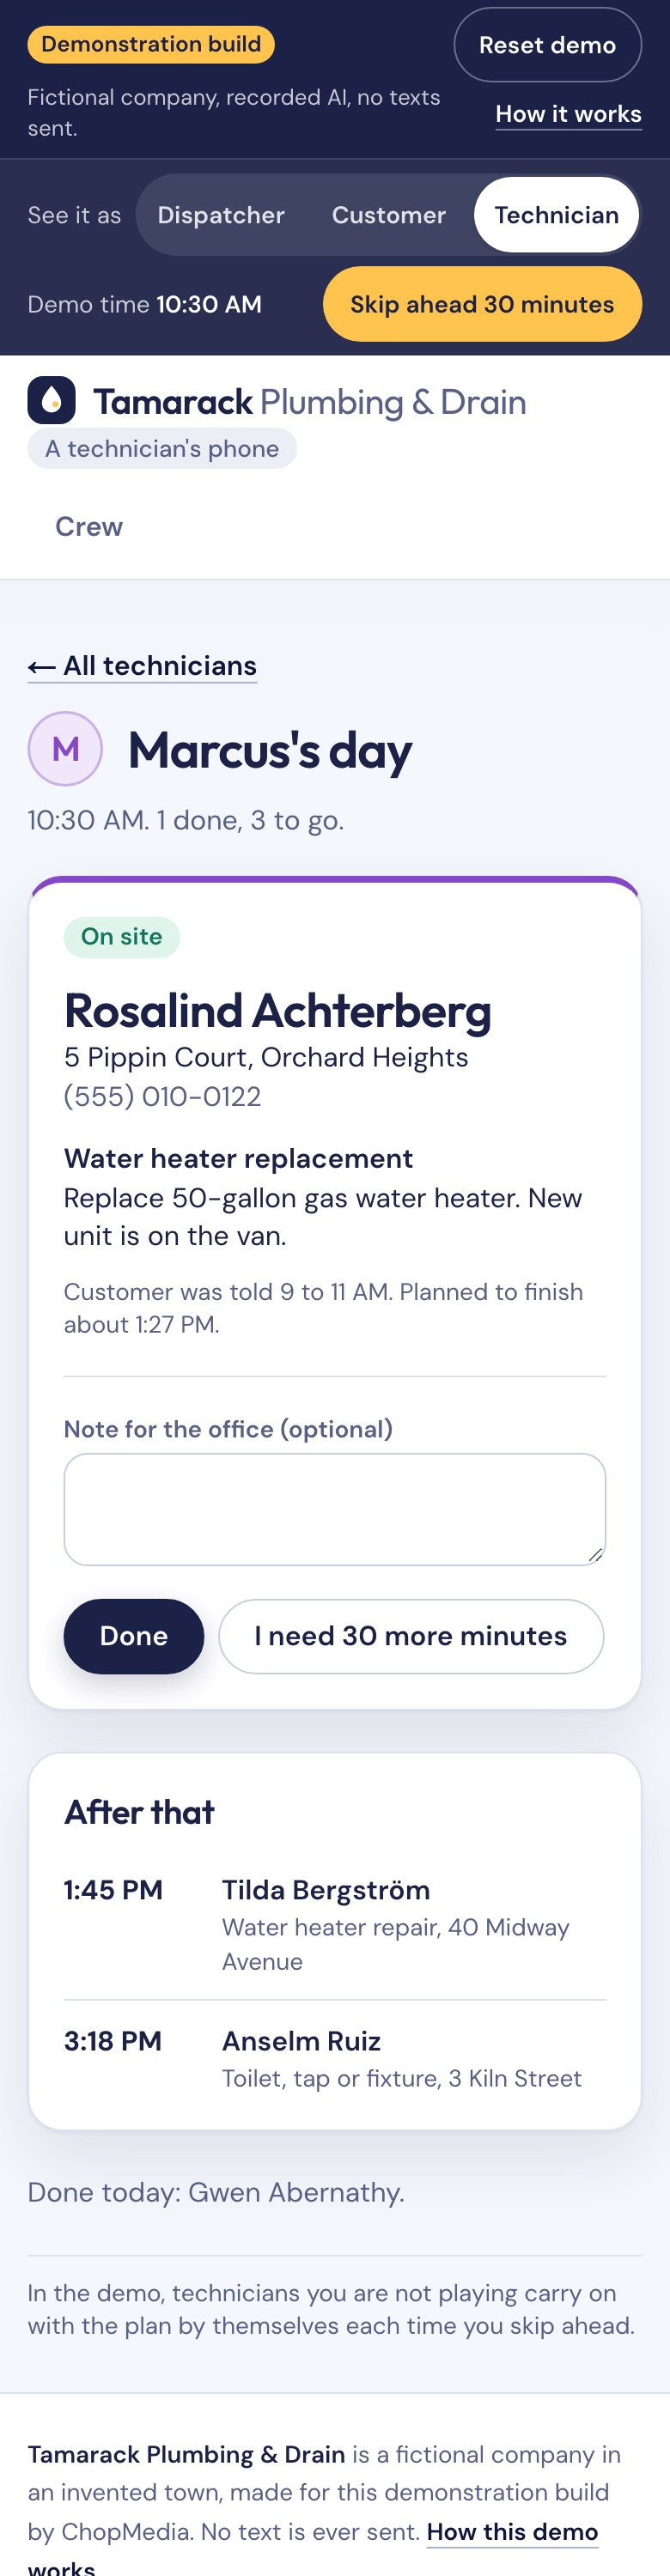 Demonstration build
Reset demo
Fictional company, recorded AI, no texts
sent.
How it works
See it as
Dispatcher
Customer
Technician
Demo time 10:30 AM
Skip ahead 30 minutes
Tamarack Plumbing & Drain
A technician's phone
Crew
← All technicians
M
Marcus's day
10:30 AM. 1 done, 3 to go.
On site
Rosalind Achterberg
5 Pippin Court, Orchard Heights
(555) 010-0122
Water heater replacement
Replace 50-gallon gas water heater. New
unit is on the van.
Customer was told 9 to 11 AM. Planned to finish
about 1:27 PM.
Note for the office (optional)
Done
I need 30 more minutes
After that
1:45 PM
Tilda Bergström
Water heater repair, 40 Midway
Avenue
3:18 PM
Anselm Ruiz
Toilet, tap or fixture, 3 Kiln Street
Done today: Gwen Abernathy.
In the demo, technicians you are not playing carry on
with the plan by themselves each time you skip ahead.
Tamarack Plumbing & Drain is a fictional company in
an invented town, made for this demonstration build
by ChopMedia. No text is ever sent. How this demo
works